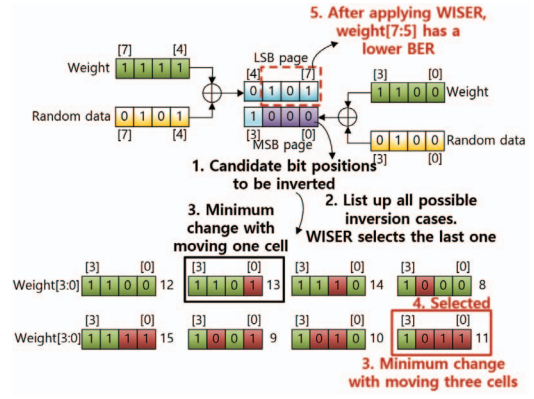 5. After applying WISER,
weight[7:5] has a
lower BER
[7] [4]
LSB page
Weight 1 1 1 1
[4] [7]
0 1 0 1
[3] [0]
1 1 0 0 Weight
Random data 0 1 0 1
[7] [4]
1 0 0 0
[3] [0]
MSB page
0 1 0 0 Random data
[3] [0]
1. Candidate bit positions
to be inverted
2. List up all possible
inversion cases.
WISER selects the last one
3. Minimum
change with
moving one cell
[3] [0] [3] [0] [3] [0] [3] [0]
Weight[3:0] 1 1 0 0 12 1 1 0 1 13 1 1 1 0 14 1 0 0 0 8
4. Selected
[3] [0] [3] [0] [3] [0] [3] [0]
Weight[3:0] 1 1 1 1 15 1 0 0 1 9 1 0 1 0 10 1 0 1 1 11
3. Minimum change
with moving three cells